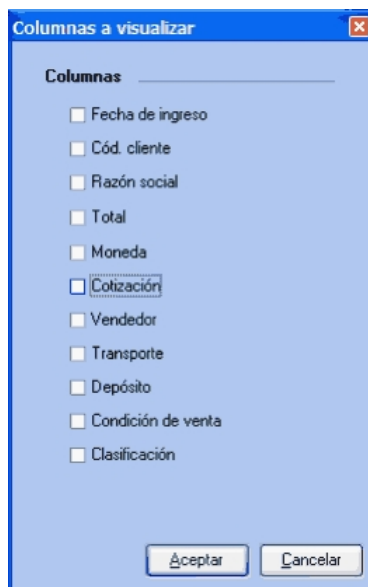 Columnas a visualizar
Columnas
Fecha de ingreso
Cód. cliente
Razón social
Total
Moneda
Cotización
Vendedor
Transporte
Depósito
Condición de venta
Clasificación
Aceptar Cancelar